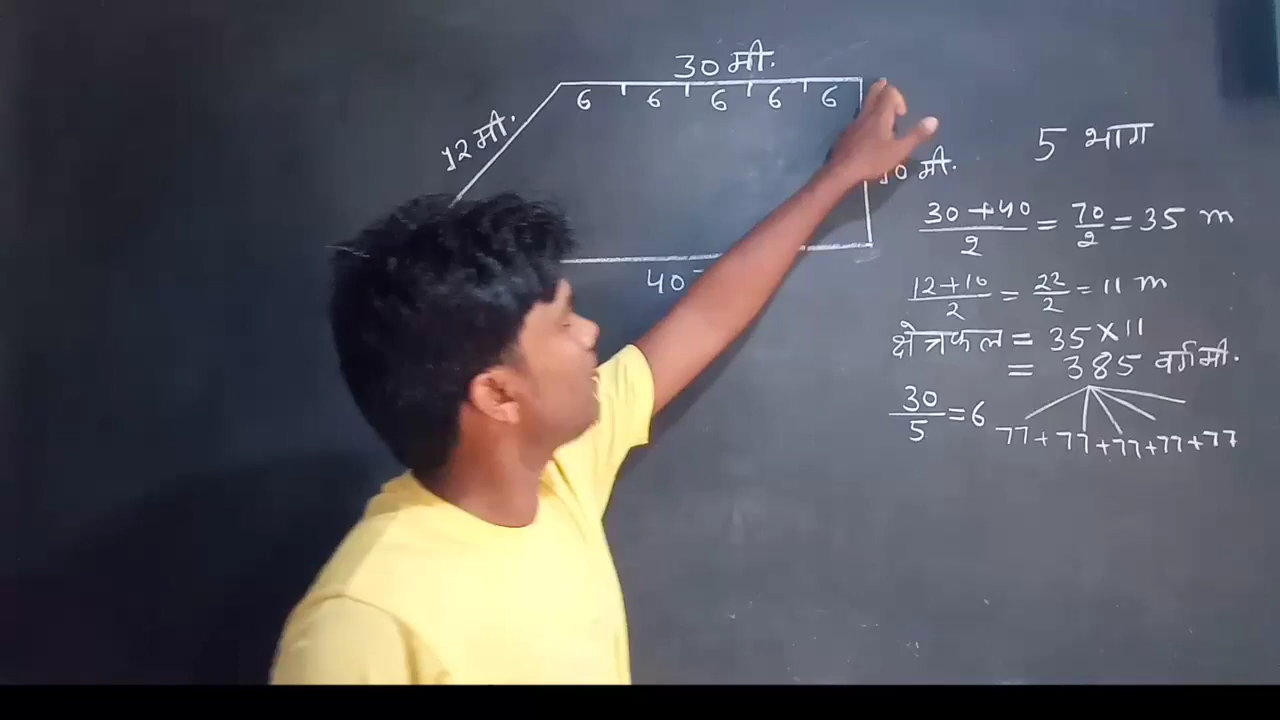 30 मी.
6 6 6 6 6
12 मी.
10 मी.
40
5 भाग
30+40/2 = 70/2 = 35 m
12+10/2 = 22/2 = 11 m
क्षेत्रफल = 35×11
= 385 वर्ग मी.
30/5 = 6
77+77+77+77+77